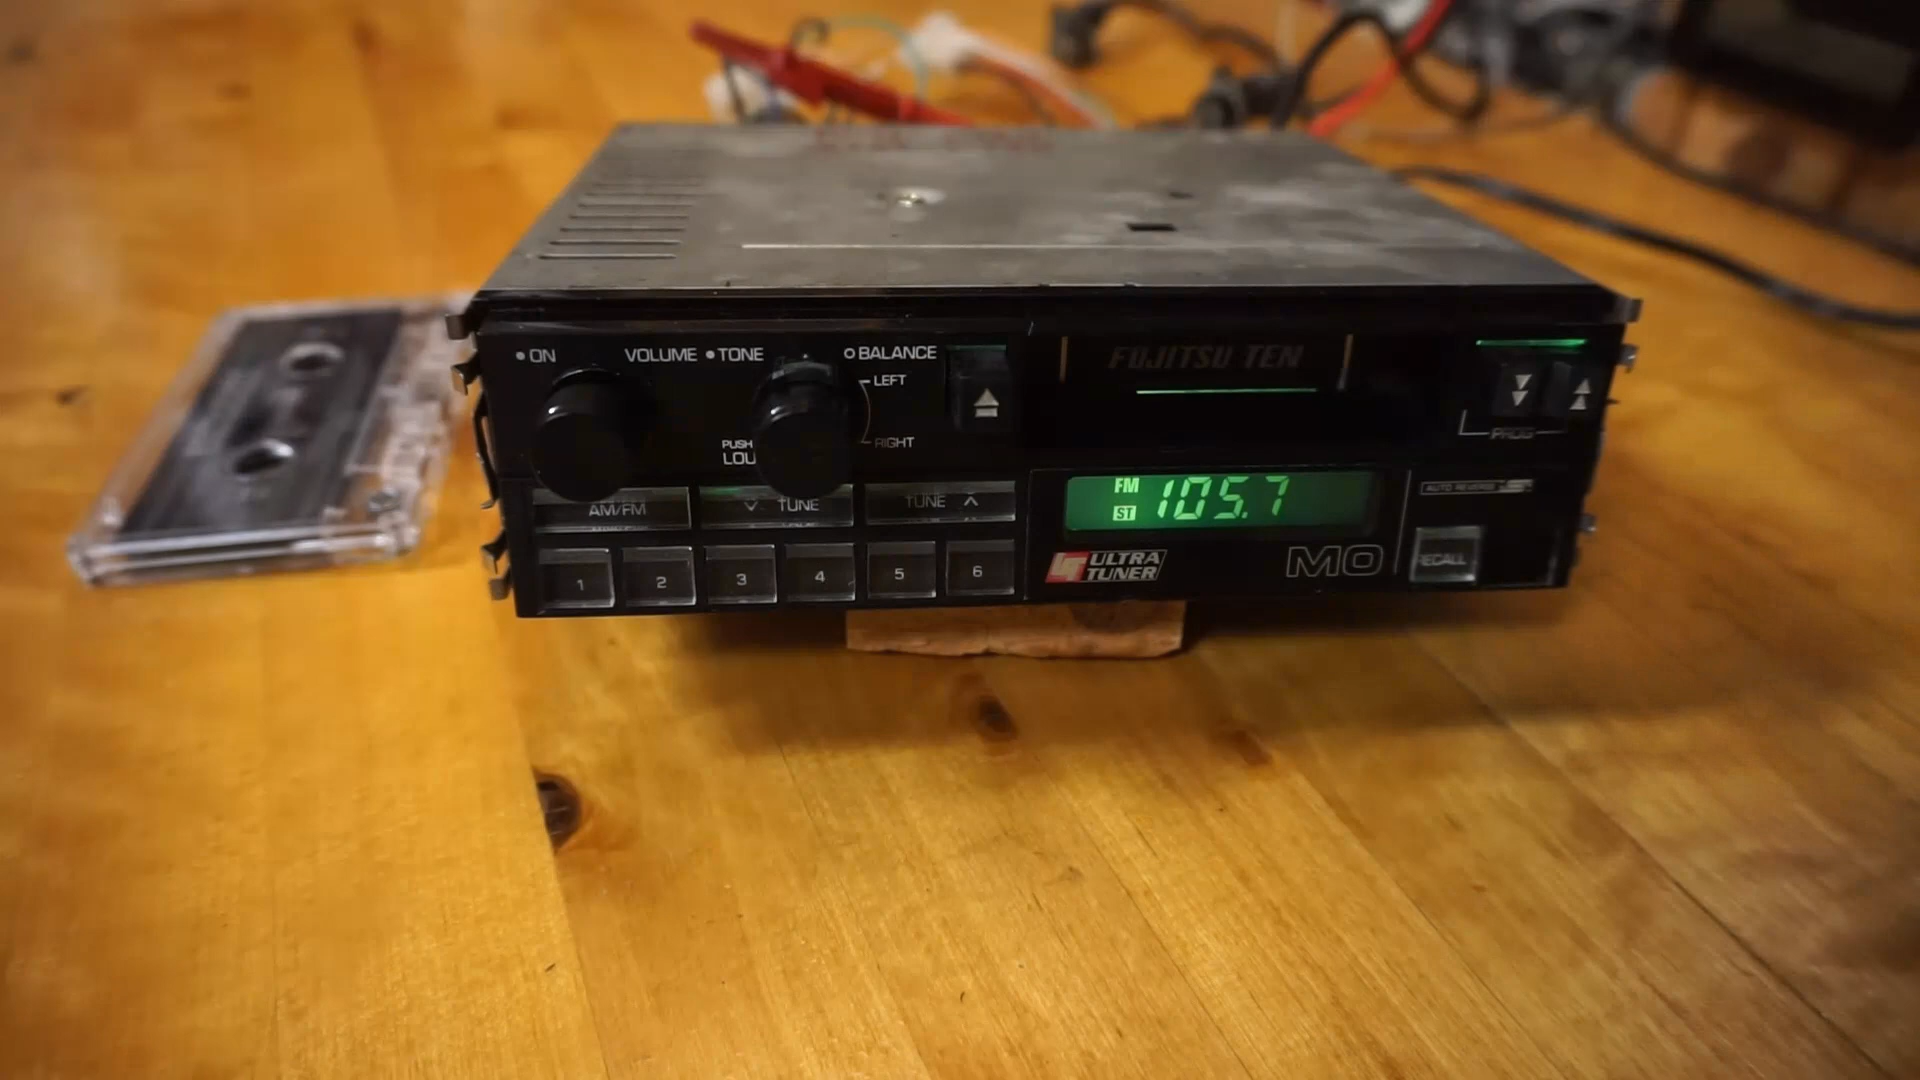 ON
VOLUME
TONE
BALANCE
LEFT
RIGHT
PUSH
LOU
FUJITSU TEN
PROG
AM/FM
TUNE
TUNE
FM
ST
105.7
AUTO REVERSE
1
2
3
4
5
6
ULTRA
TUNER
MO
RECALL